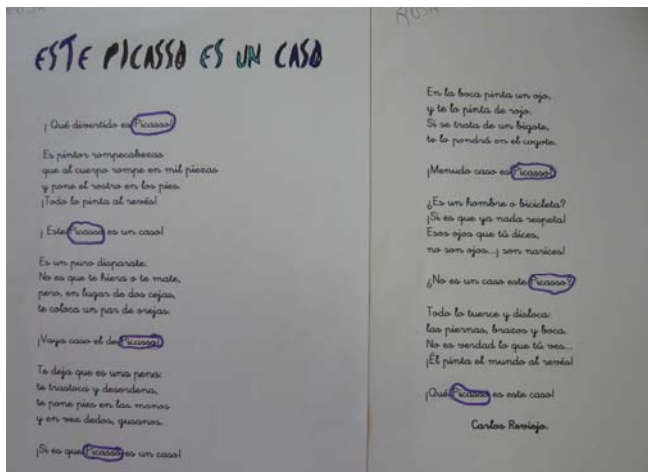 ROSA
ESTE PICASSO ES UN CASO
¡Qué divertido es Picasso!
Es pintor rompecabezas
que al cuerpo rompe en mil piezas
y pone el rostro en los pies.
¡Todo lo pinta al revés!
¡Este Picasso es un caso!
Es un puro disparate.
No es que te hiera o te mate,
pero, en lugar de dos cejas,
te coloca un par de orejas.
¡Vaya caso el de Picasso!
Te deja que es una pena:
te trastoca y desordena,
te pone pies en las manos
y en vez dedos, gusanos.
¡Si es que Picasso es un caso!
ROSA
En la boca pinta un ojo,
y te lo pinta de rojo.
Si se trata de un bigote,
te lo pondrá en el cogote.
¡Menudo caso es Picasso!
¿Es un hombre o bicicleta?
¡Si es que ya nada respeta!
Esos ojos que tú dices,
no son ojos...¡ son narices!
¿No es un caso este Picasso?
Todo lo tuerce y disloca:
las piernas, brazos y boca.
No es verdad lo que tú ves...
¡Él pinta el mundo al revés!
¡Qué Picasso es este caso!
Carlos Reviejo.